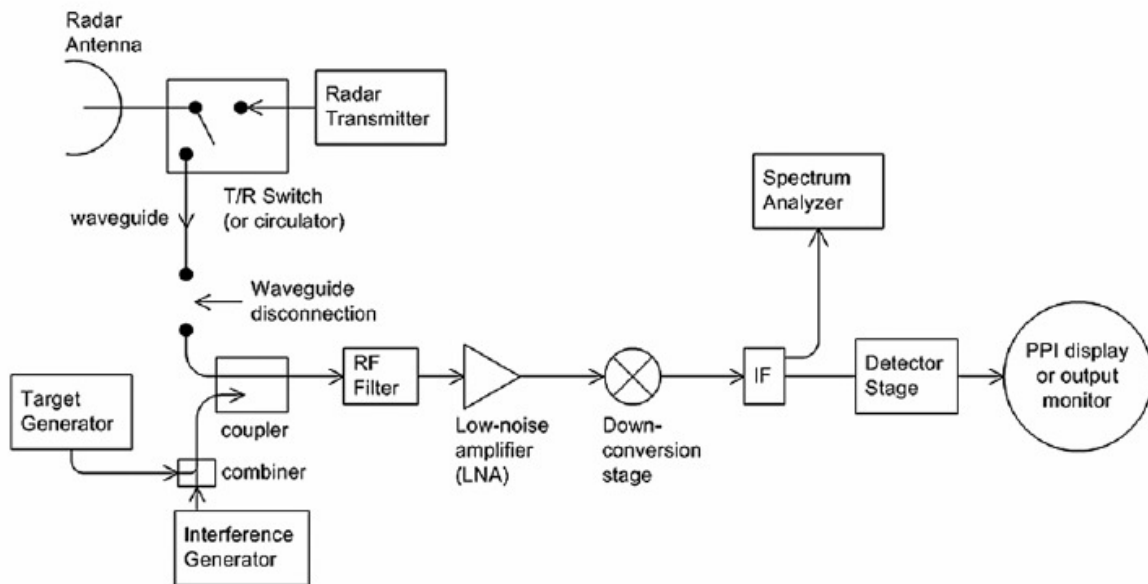 Radar
Antenna
Radar
Transmitter
T/R Switch
(or circulator)
waveguide
Waveguide
disconnection
Spectrum
Analyzer
RF
Filter
IF
Detector
Stage
PPI display
or output
monitor
Target
Generator
coupler
Low-noise
amplifier
(LNA)
Down-
conversion
stage
combiner
Interference
Generator